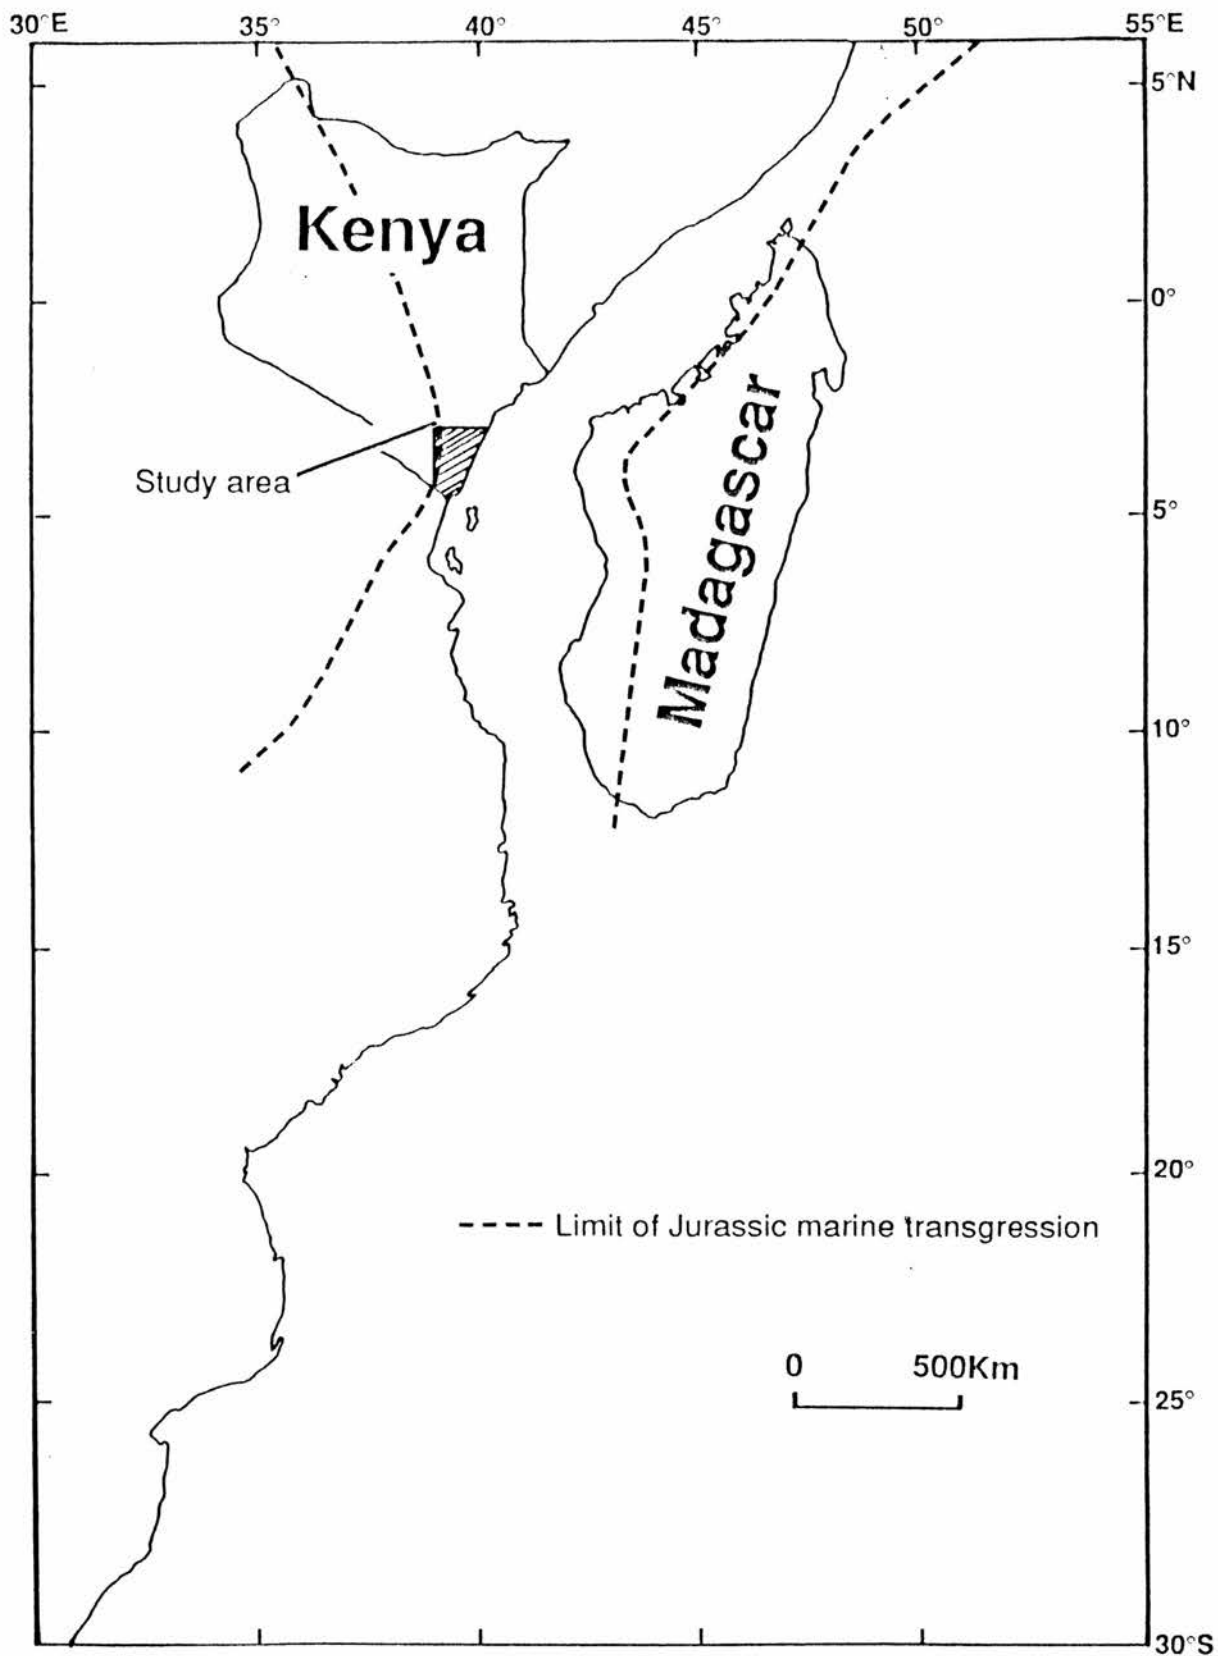 30°E 35° 40° 45° 50° 55°E
5°N
Kenya
0°
Madagascar
Study area
5°
10°
15°
20°
Limit of Jurassic marine transgression
0 500Km
25°
30°S